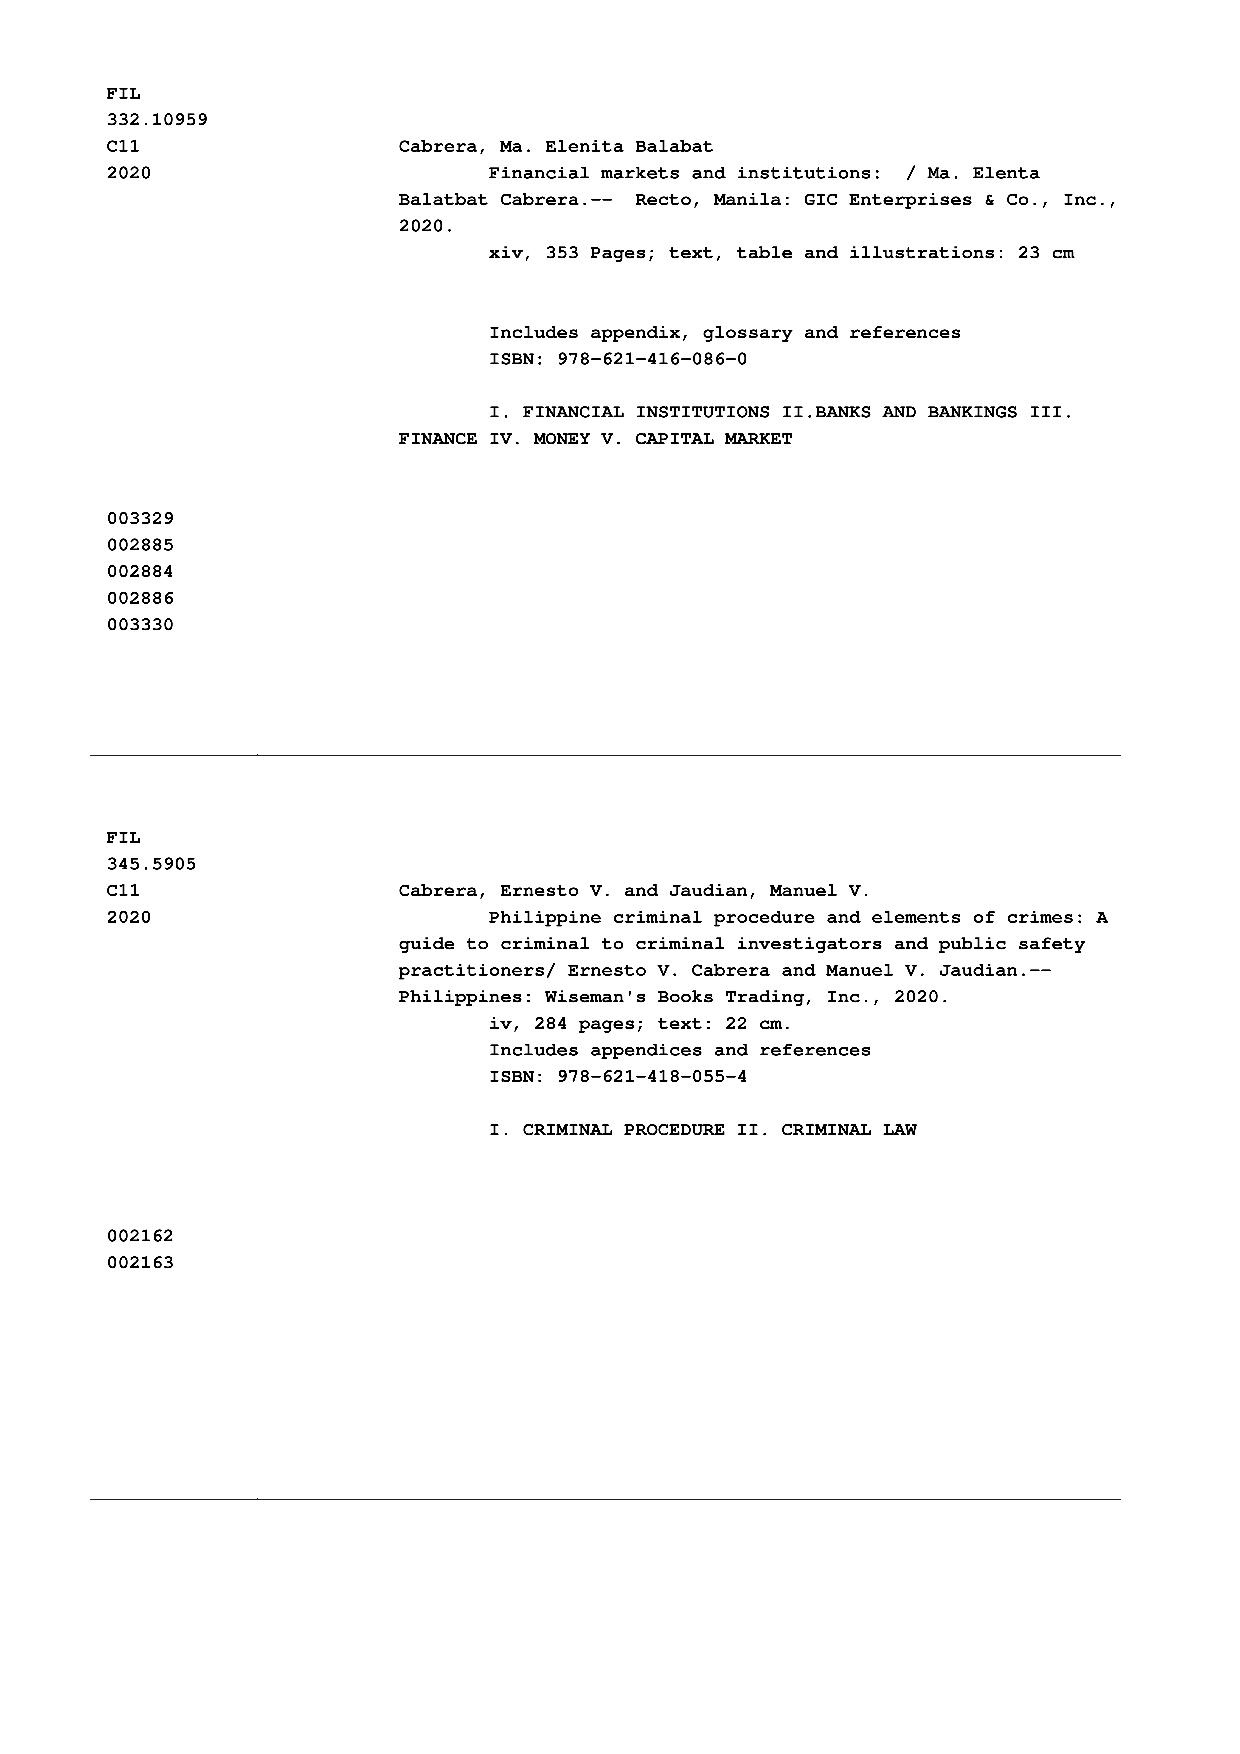 FIL
332.10959
C11 Cabrera, Ma. Elenita Balabat
2020 Financial markets and institutions:  / Ma. Elenta
Balatbat Cabrera.--  Recto, Manila: GIC Enterprises & Co., Inc.,
2020.
xiv, 353 Pages; text, table and illustrations: 23 cm
Includes appendix, glossary and references
ISBN: 978-621-416-086-0
I. FINANCIAL INSTITUTIONS II.BANKS AND BANKINGS III.
FINANCE IV. MONEY V. CAPITAL MARKET
003329
002885
002884
002886
003330
FIL
345.5905
C11 Cabrera, Ernesto V. and Jaudian, Manuel V.
2020 Philippine criminal procedure and elements of crimes: A
guide to criminal to criminal investigators and public safety
practitioners/ Ernesto V. Cabrera and Manuel V. Jaudian.--
Philippines: Wiseman's Books Trading, Inc., 2020.
iv, 284 pages; text: 22 cm.
Includes appendices and references
ISBN: 978-621-418-055-4
I. CRIMINAL PROCEDURE II. CRIMINAL LAW
002162
002163